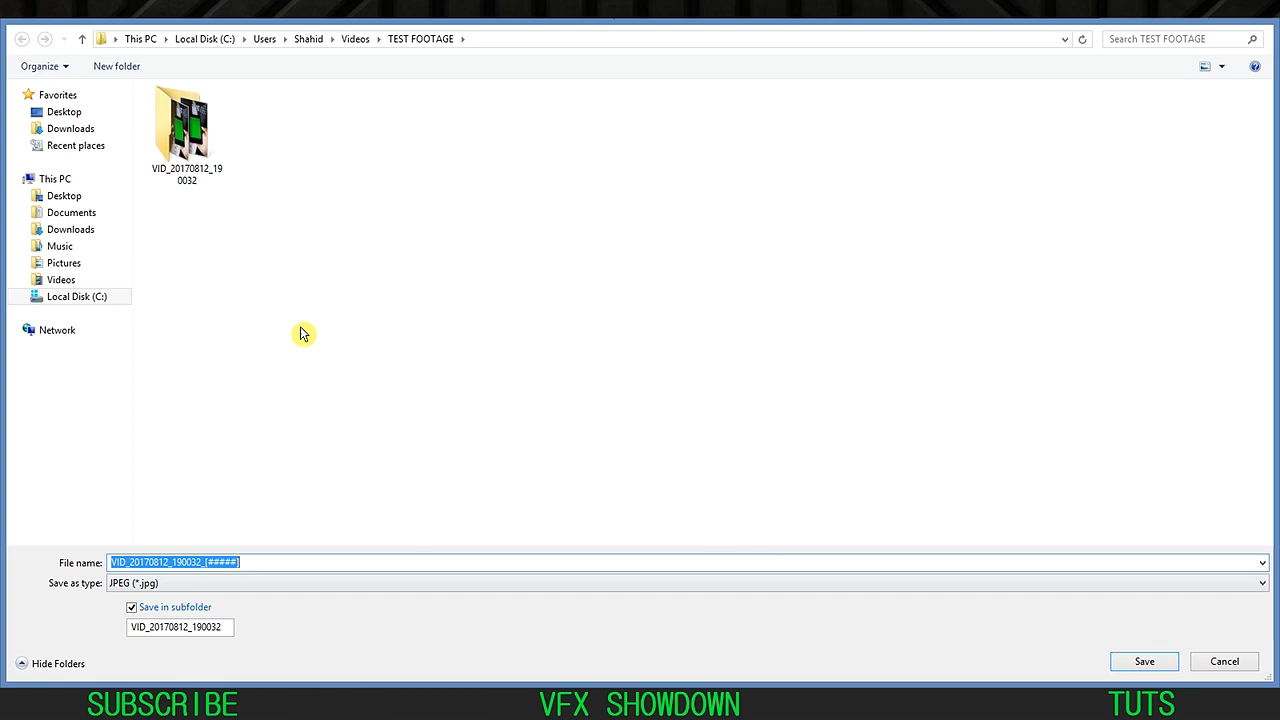 This PC Local Disk (C:) Users Shahid Videos TEST FOOTAGE
Search TEST FOOTAGE
Organize New folder
Favorites
Desktop
Downloads
Recent places
This PC
Desktop
Documents
Downloads
Music
Pictures
Videos
Local Disk (C:)
Network
VID_20170812_19
0032
File name: VID_20170812_190032_[#####]
Save as type: JPEG (*.jpg)
Save in subfolder
VID_20170812_190032
Hide Folders
Save Cancel
SUBSCRIBE VFX SHOWDOWN TUTS